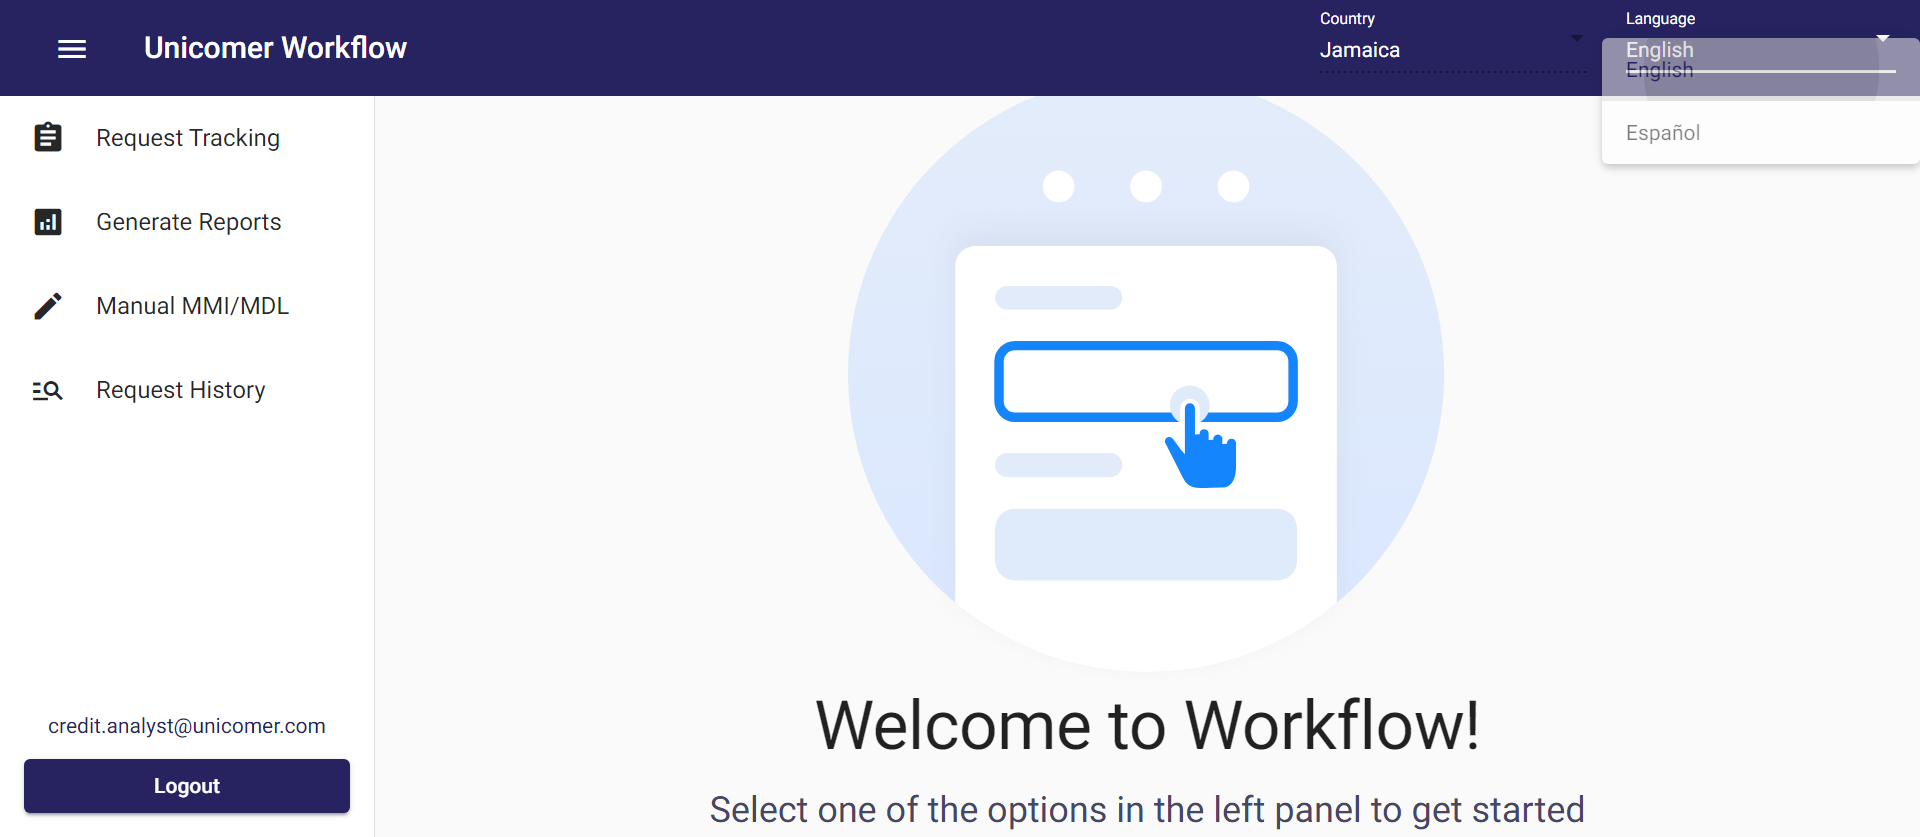 Unicomer Workflow
Country
Jamaica
Language
English
English
Español
Request Tracking
Generate Reports
Manual MMI/MDL
Request History
credit.analyst@unicomer.com
Logout
Welcome to Workflow!
Select one of the options in the left panel to get started